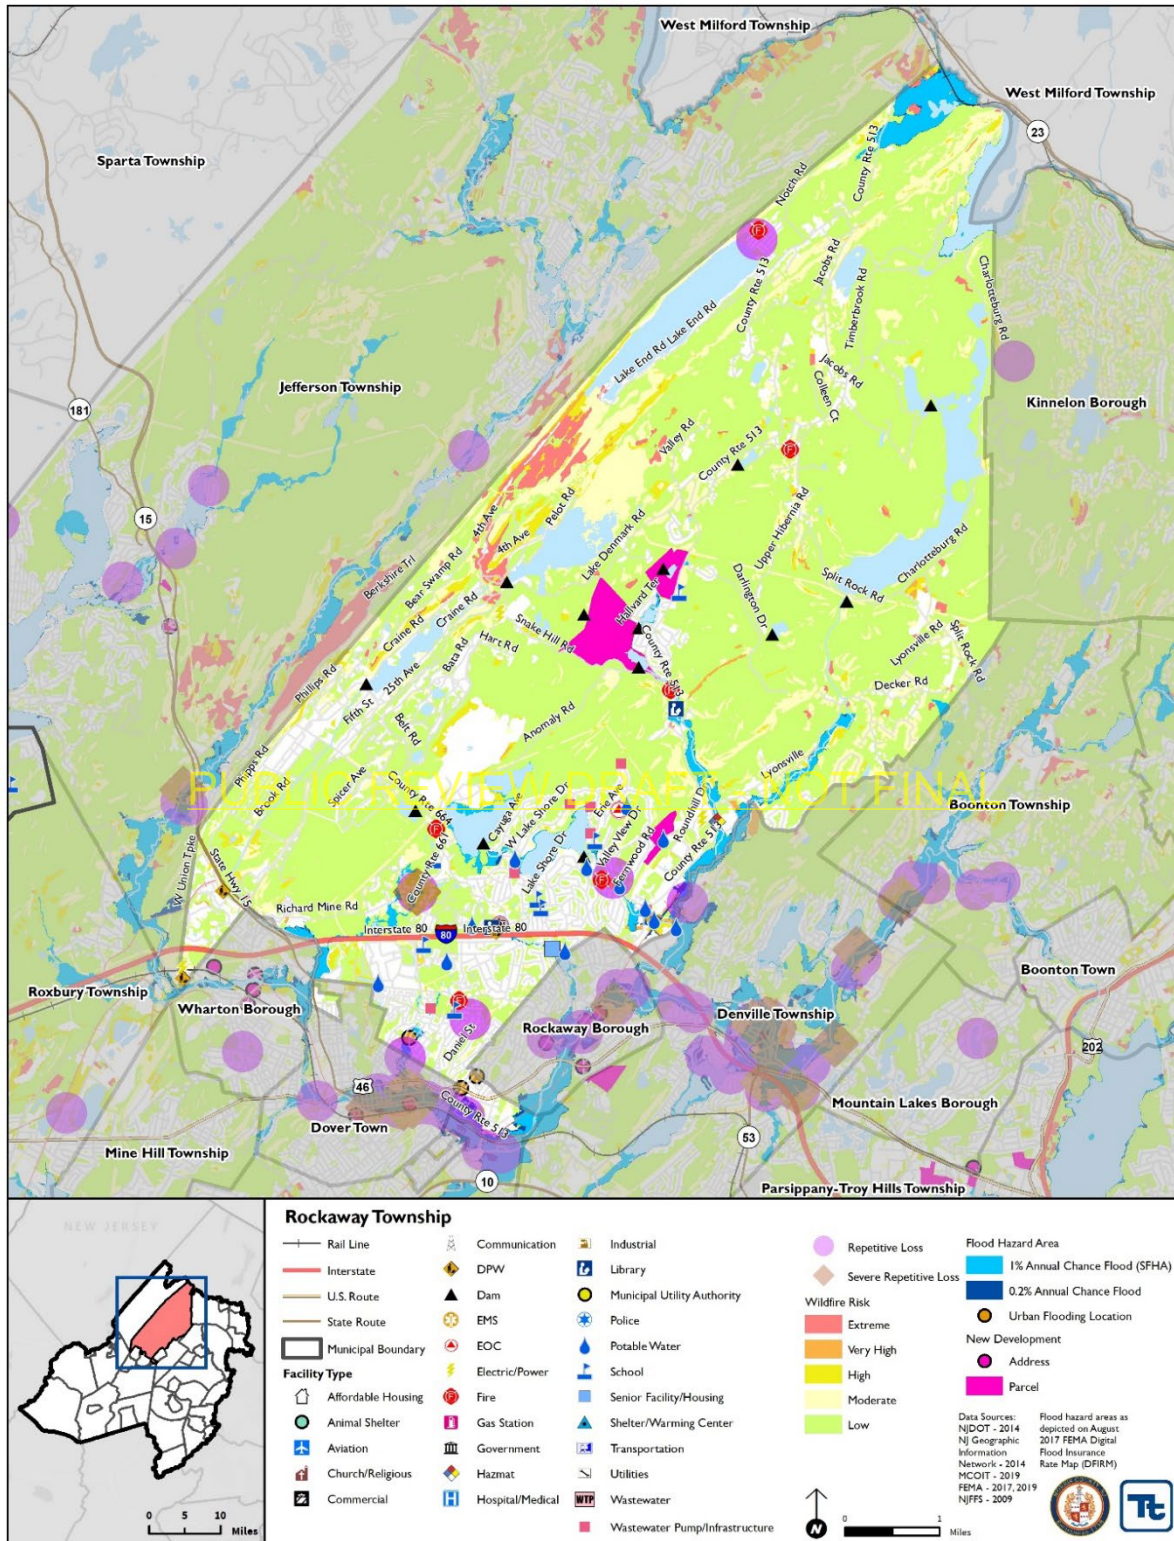 West Milford Township
West Milford Township
23
Sparta Township
County Rte 513
Notch Rd
Jacobs Rd
County Rte 513
Timberbrook Rd
Charlotteburg Rd
Lake End Rd
Lake End Rd
Jefferson Township
Jacobs Rd
Colleen Ct
Kinnelon Borough
181
Valley Rd
County Rte 513
15
4th Ave
Pelot Rd
4th Ave
Lake Denmark Rd
Upper Hibernia Rd
Charlotteburg Rd
Berkshire Trl
Bear Swamp Rd
Craine Rd
Craine Rd
Hallvard Ter
Darlington Dr
Split Rock Rd
Snake Hill Rd
Hart Rd
Bata Rd
County Rte 513
Lyonsville Rd
Split Rock Rd
Phillips Rd
25th Ave
Fifth St
Decker Rd
Belt Rd
Anomaly Rd
Phipps Rd
Lyonsville
PUBLIC REVIEW DRAFT - NOT FINAL
Brook Rd
Spicer Ave
County Rte 664
Cayuga Ave
W Lake Shore Dr
Erie Ave
Roundhill Dr
Boonton Township
W Union Tpke
State Hwy 15
County Rte 661
Lake Shore Dr
Valley View Dr
Fernwood Rd
County Rte 513
Richard Mine Rd
Interstate 80
80
Interstate 80
Roxbury Township
Wharton Borough
Boonton Town
Rockaway Borough
Denville Township
Daniel St
202
46
County Rte 513
Dover Town
Mountain Lakes Borough
Mine Hill Township
53
10
Parsippany-Troy Hills Township
NEW JERSEY
0 5 10
Miles
Rockaway Township
Rail Line
Interstate
U.S. Route
State Route
Municipal Boundary
Facility Type
Affordable Housing
Animal Shelter
Aviation
Church/Religious
Commercial
Communication
DPW
Dam
EMS
EOC
Electric/Power
Fire
Gas Station
Government
Hazmat
Hospital/Medical
Industrial
Library
Municipal Utility Authority
Police
Potable Water
School
Senior Facility/Housing
Shelter/Warming Center
Transportation
Utilities
WTP Wastewater
Wastewater Pump/Infrastructure
Repetitive Loss
Severe Repetitive Loss
Wildfire Risk
Extreme
Very High
High
Moderate
Low
Flood Hazard Area
1% Annual Chance Flood (SFHA)
0.2% Annual Chance Flood
Urban Flooding Location
New Development
Address
Parcel
Data Sources:
NJDOT - 2014
NJ Geographic
Information
Network - 2014
MCOIT - 2019
FEMA - 2017, 2019
NJFFS - 2009
Flood hazard areas as
depicted on August
2017 FEMA Digital
Flood Insurance
Rate Map (DFIRM)
N
0 1
Miles
Tt